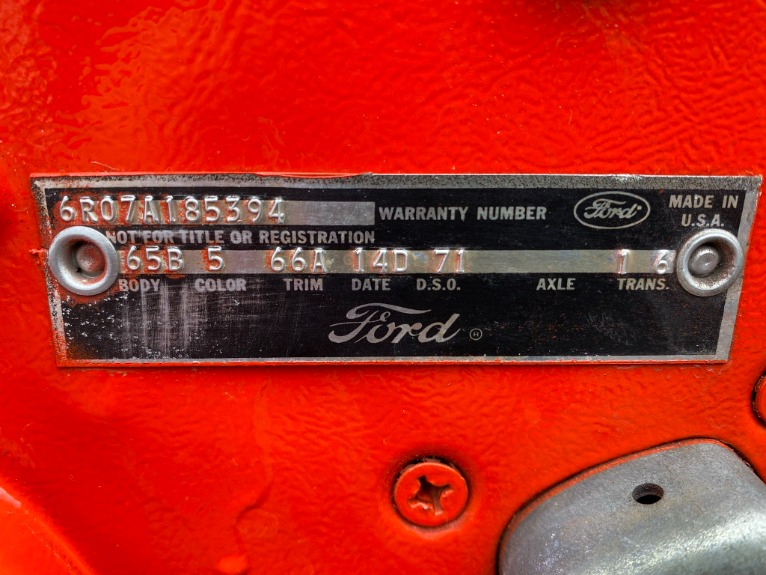 6R07A185394 WARRANTY NUMBER Ford MADE IN
U.S.A.
NOT FOR TITLE OR REGISTRATION
65B 5 66A 14D 71 1 6
BODY COLOR TRIM DATE D.S.O. AXLE TRANS.
Ford ®